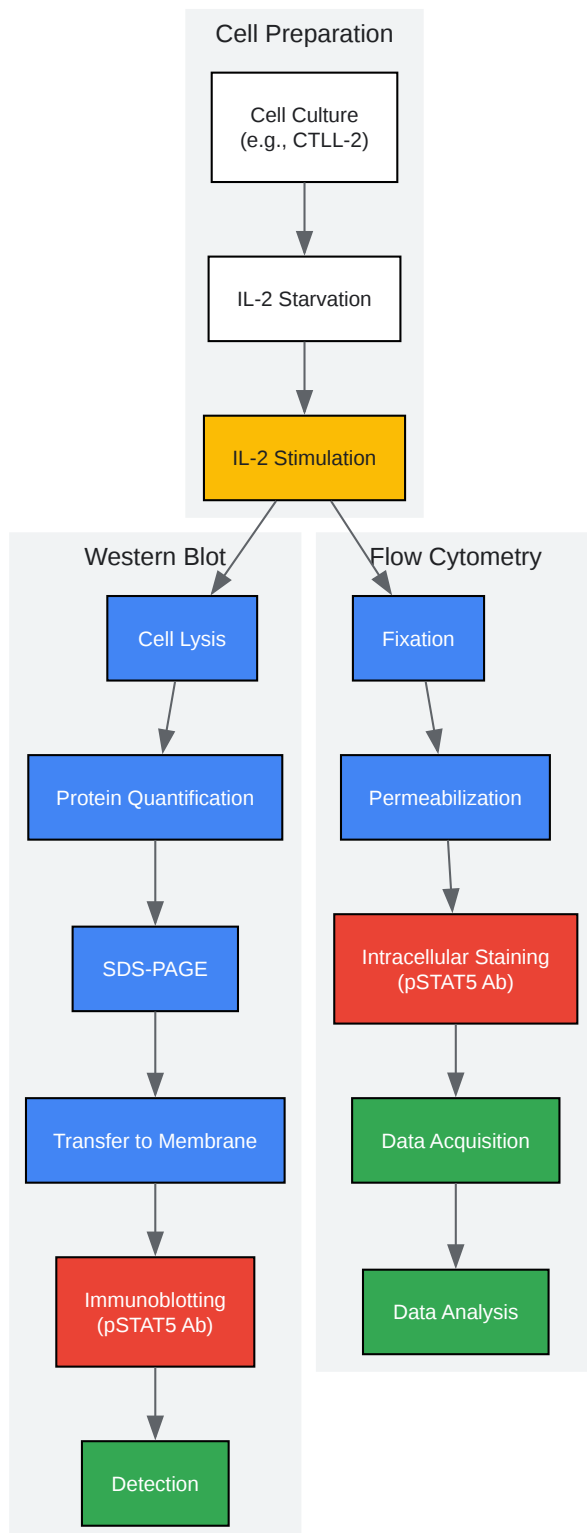 Cell Preparation
Cell Culture
(e.g., CTLL-2)
IL-2 Starvation
IL-2 Stimulation
Western Blot
Cell Lysis
Protein Quantification
SDS-PAGE
Transfer to Membrane
Immunoblotting
(pSTAT5 Ab)
Detection
Flow Cytometry
Fixation
Permeabilization
Intracellular Staining
(pSTAT5 Ab)
Data Acquisition
Data Analysis